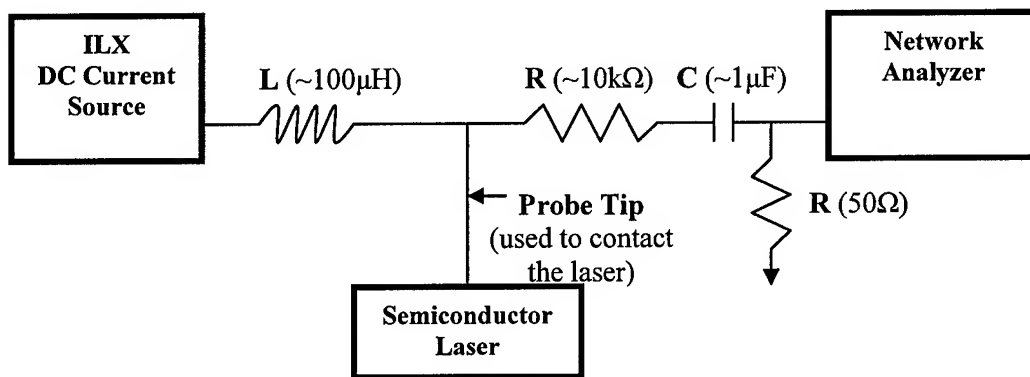 ILX
DC Current
Source
L (~100μH)
R (~10kΩ)
C (~1μF)
Network
Analyzer
R (50Ω)
Probe Tip
(used to contact
the laser)
Semiconductor
Laser